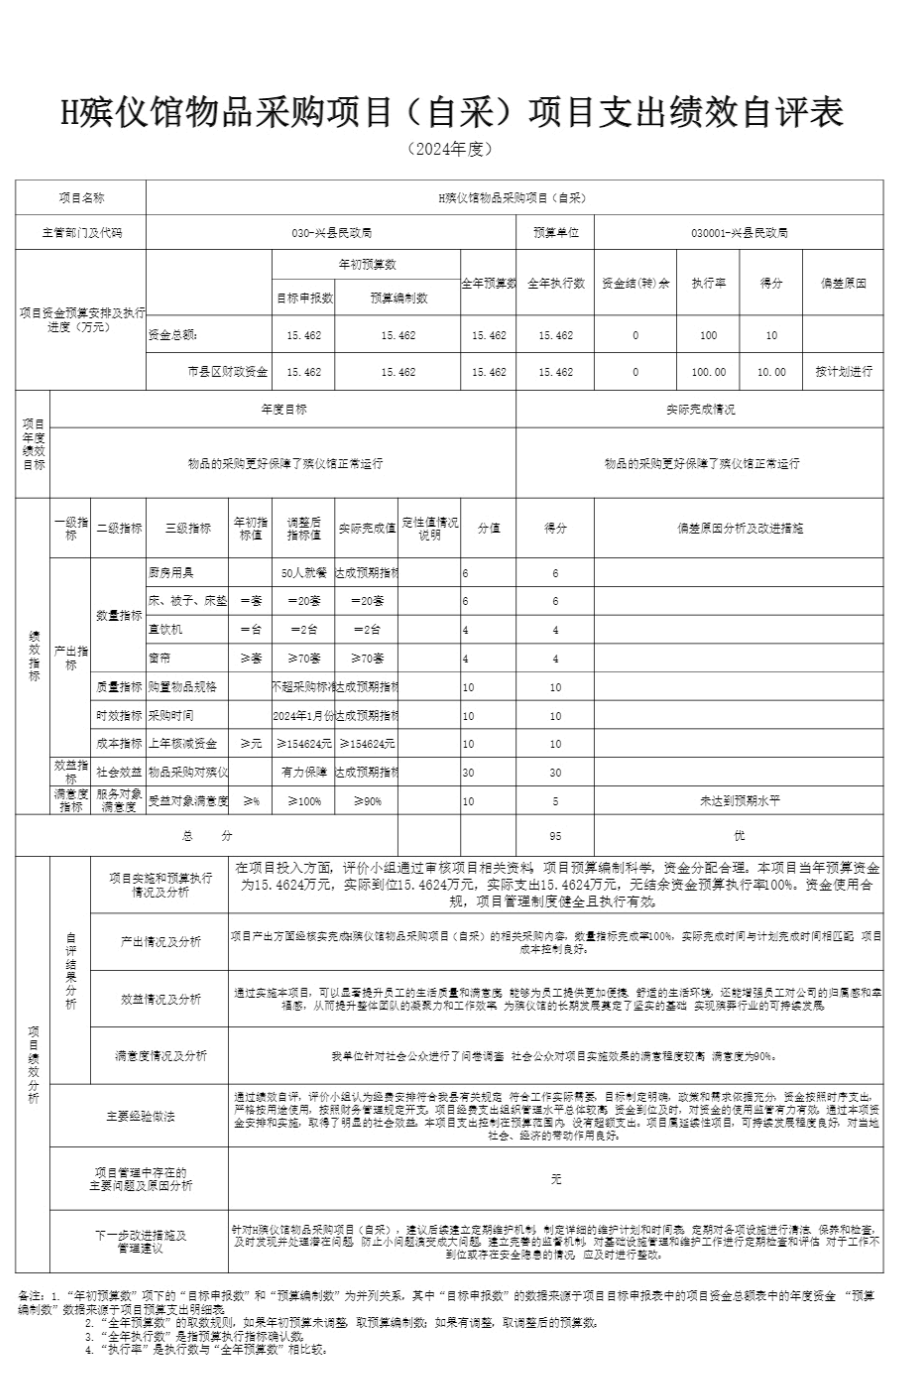 H殡仪馆物品采购项目（自采）项目支出绩效自评表
（2024年度）
项目名称 H殡仪馆物品采购项目（自采）
主管部门及代码 030-兴县民政局 预算单位 030001-兴县民政局
项目资金预算安排及执行进度（万元） 年初预算数 全年预算数 全年执行数 资金结(转)余 执行率 得分 偏差原因
目标申报数 预算编制数
资金总额： 15.462 15.462 15.462 15.462 0 100 10
市县区财政资金 15.462 15.462 15.462 15.462 0 100.00 10.00 按计划进行
项目年度绩效目标 年度目标 实际完成情况
物品的采购更好保障了殡仪馆正常运行 物品的采购更好保障了殡仪馆正常运行
绩效指标 一级指标 二级指标 三级指标 年初指标值 调整后指标值 实际完成值 定性值情况说明 分值 得分 偏差原因分析及改进措施
产出指标 数量指标 厨房用具 50人就餐 达成预期指标 6 6
床、被子、床垫 ＝套 ＝20套 ＝20套 6 6
直饮机 ＝台 ＝2台 ＝2台 4 4
窗帘 ≥套 ≥70套 ≥70套 4 4
质量指标 购置物品规格 不超采购标准 达成预期指标 10 10
时效指标 采购时间 2024年1月份 达成预期指标 10 10
成本指标 上年核减资金 ≥元 ≥154624元 ≥154624元 10 10
效益指标 社会效益 物品采购对殡仪 有力保障 达成预期指标 30 30
满意度指标 服务对象满意度 受益对象满意度 ≥% ≥100% ≥90% 10 5 未达到预期水平
总 分 95 优
项目绩效分析 自评结果分析 项目实施和预算执行情况及分析
在项目投入方面，评价小组通过审核项目相关资料，项目预算编制科学，资金分配合理。本项目当年预算资金
为15.4624万元，实际到位15.4624万元，实际支出15.4624万元，无结余资金预算执行率100%。资金使用合
规，项目管理制度健全且执行有效。
产出情况及分析
项目产出方面经核实完成H殡仪馆物品采购项目（自采）的相关采购内容，数量指标完成率100%，实际完成时间与计划完成时间相匹配，项目
成本控制良好。
效益情况及分析
通过实施本项目，可以显著提升员工的生活质量和满意度，能够为员工提供更加便捷、舒适的生活环境，还能增强员工对公司的归属感和幸
福感，从而提升整体团队的凝聚力和工作效率，为殡仪馆的长期发展奠定了坚实的基础，实现殡葬行业的可持续发展。
满意度情况及分析
我单位针对社会公众进行了问卷调查，社会公众对项目实施效果的满意程度较高，满意度为90%。
主要经验做法
通过绩效自评，评价小组认为经费安排符合我县有关规定，符合工作实际需要，目标制定明确，政策和需求依据充分，资金按照时序支出，
严格按用途使用，按照财务管理规定开支。项目经费支出组织管理水平总体较高，资金到位及时，对资金的使用监管有力有效，通过本项资
金安排和实施，取得了明显的社会效益。本项目支出控制在预算范围内，没有超额支出。项目属延续性项目，可持续发展程度良好，对当地
社会、经济的带动作用良好。
项目管理中存在的
主要问题及原因分析 无
下一步改进措施及
管理建议
针对H殡仪馆物品采购项目（自采），建议后续建立定期维护机制，制定详细的维护计划和时间表，定期对各项设施进行清洁、保养和检查，
及时发现并处理潜在问题，防止小问题演变成大问题。建立完善的监督机制，对基础设施管理和维护工作进行定期检查和评估，对于工作不
到位或存在安全隐患的情况，应及时进行整改。
备注：1.“年初预算数”项下的“目标申报数”和“预算编制数”为并列关系，其中“目标申报数”的数据来源于项目目标申报表中的项目资金总额表中的年度资金，“预算
编制数”数据来源于项目预算支出明细表。
2.“全年预算数”的取数规则，如果年初预算未调整，取预算编制数；如果有调整，取调整后的预算数。
3.“全年执行数”是指预算执行指标确认数。
4.“执行率”是执行数与“全年预算数”相比较。